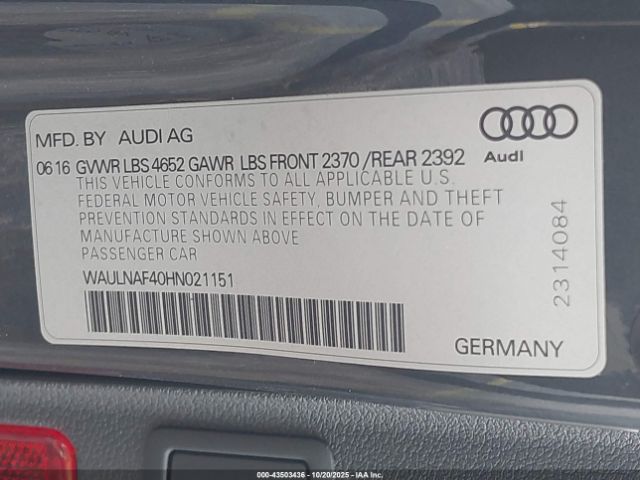 MFD. BY AUDI AG
06 16 GVWR LBS 4652 GAWR LBS FRONT 2370 /REAR 2392
Audi
THIS VEHICLE CONFORMS TO ALL APPLICABLE U.S.
FEDERAL MOTOR VEHICLE SAFETY, BUMPER AND THEFT
PREVENTION STANDARDS IN EFFECT ON THE DATE OF
MANUFACTURE SHOWN ABOVE
PASSENGER CAR
WAULNAF40HN021151
2314084
GERMANY
000-43503436 - 10/20/2025 - IAAI.COM